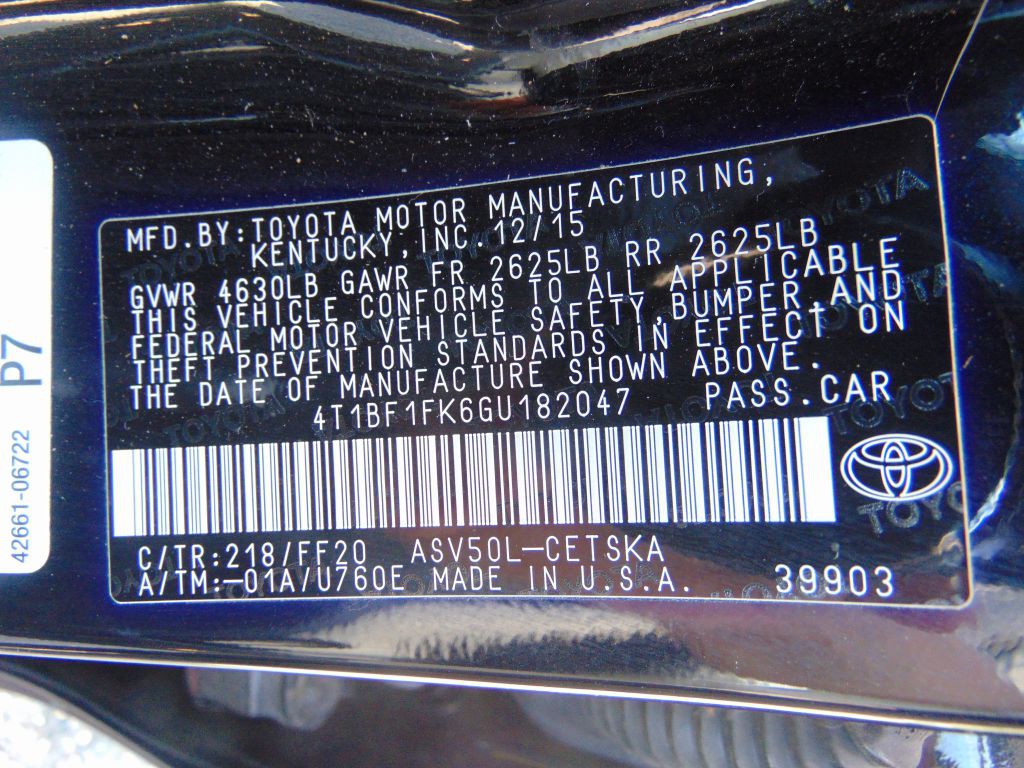 MFD.BY:TOYOTA MOTOR MANUFACTURING,
KENTUCKY,INC.12/15
GVWR 4630LB GAWR FR 2625LB RR 2625LB
THIS VEHICLE CONFORMS TO ALL APPLICABLE
FEDERAL MOTOR VEHICLE SAFETY,BUMPER,AND
THEFT PREVENTION STANDARDS IN EFFECT ON
THE DATE OF MANUFACTURE SHOWN ABOVE.
4T1BF1FK6GU182047 PASS.CAR
TOYOTA
C/TR:218/FF20 ASV50L-CETSKA
A/TM:-01A/U760E MADE IN U.S.A. 39903
P7
42661-06722